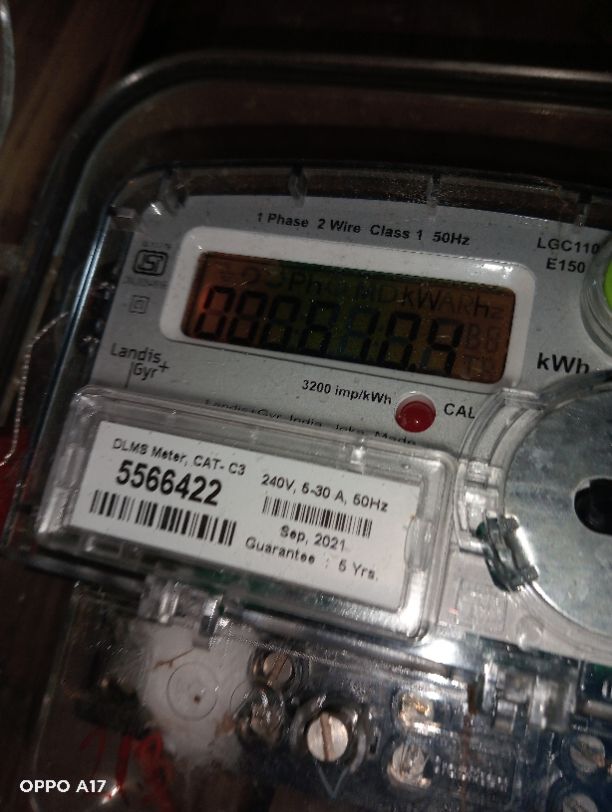 1 Phase 2 Wire Class 1 50Hz
LGC110
E150
kWh
Landis
Gyr+
3200 imp/kWh
CAL
DLMS Meter, CAT- C3
5566422
240V, 5-30 A, 50Hz
Sep, 2021
Guarantee : 5 Yrs.
OPPO A17